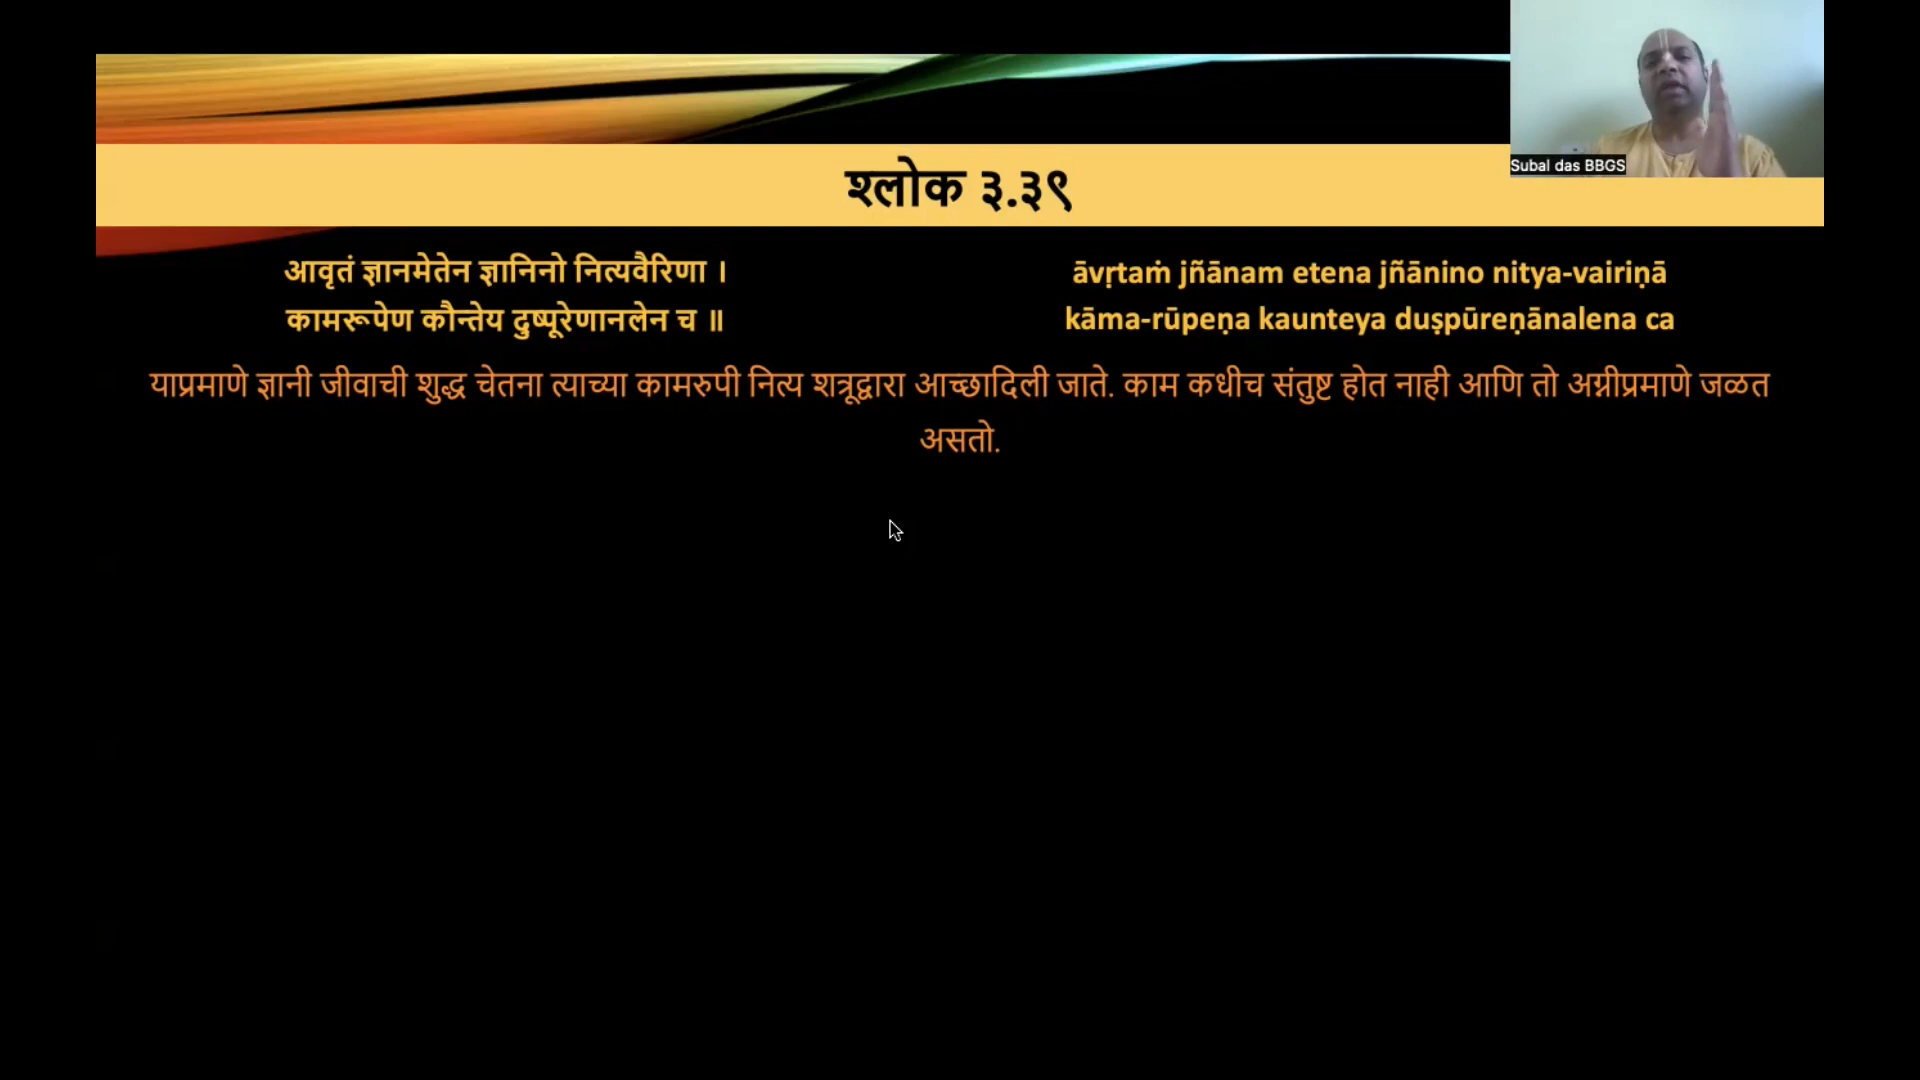 Subal das BBGS
श्लोक ३.३९
आवृतं ज्ञानमेतेन ज्ञानिनो नित्यवैरिणा ।
कामरूपेण कौन्तेय दुष्पूरेणानलेन च ॥
āvṛtaṁ jñānam etena jñānino nitya-vairiṇā
kāma-rūpeṇa kaunteya duṣpūreṇānalena ca
याप्रमाणे ज्ञानी जीवाची शुद्ध चेतना त्याच्या कामरुपी नित्य शत्रूद्वारा आच्छादिली जाते. काम कधीच संतुष्ट होत नाही आणि तो अग्नीप्रमाणे जळत
असतो.